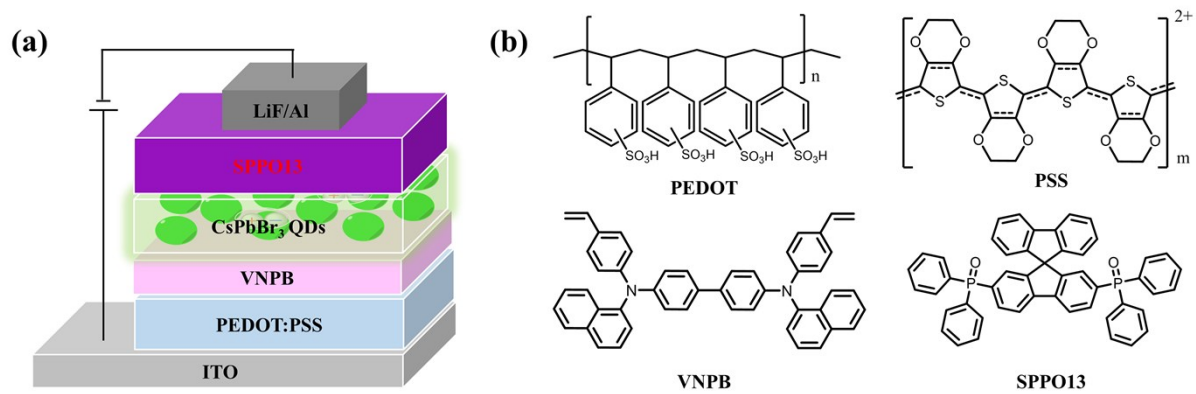 (a)
LiF/Al
SPPO13
CsPbBr₃ QDs
VNPB
PEDOT:PSS
ITO
(b)
n
SO₃H SO₃H SO₃H SO₃H
PEDOT
2+
O O O O
S S S S
O O O O
m
PSS
N N
VNPB
O O
P P
SPPO13